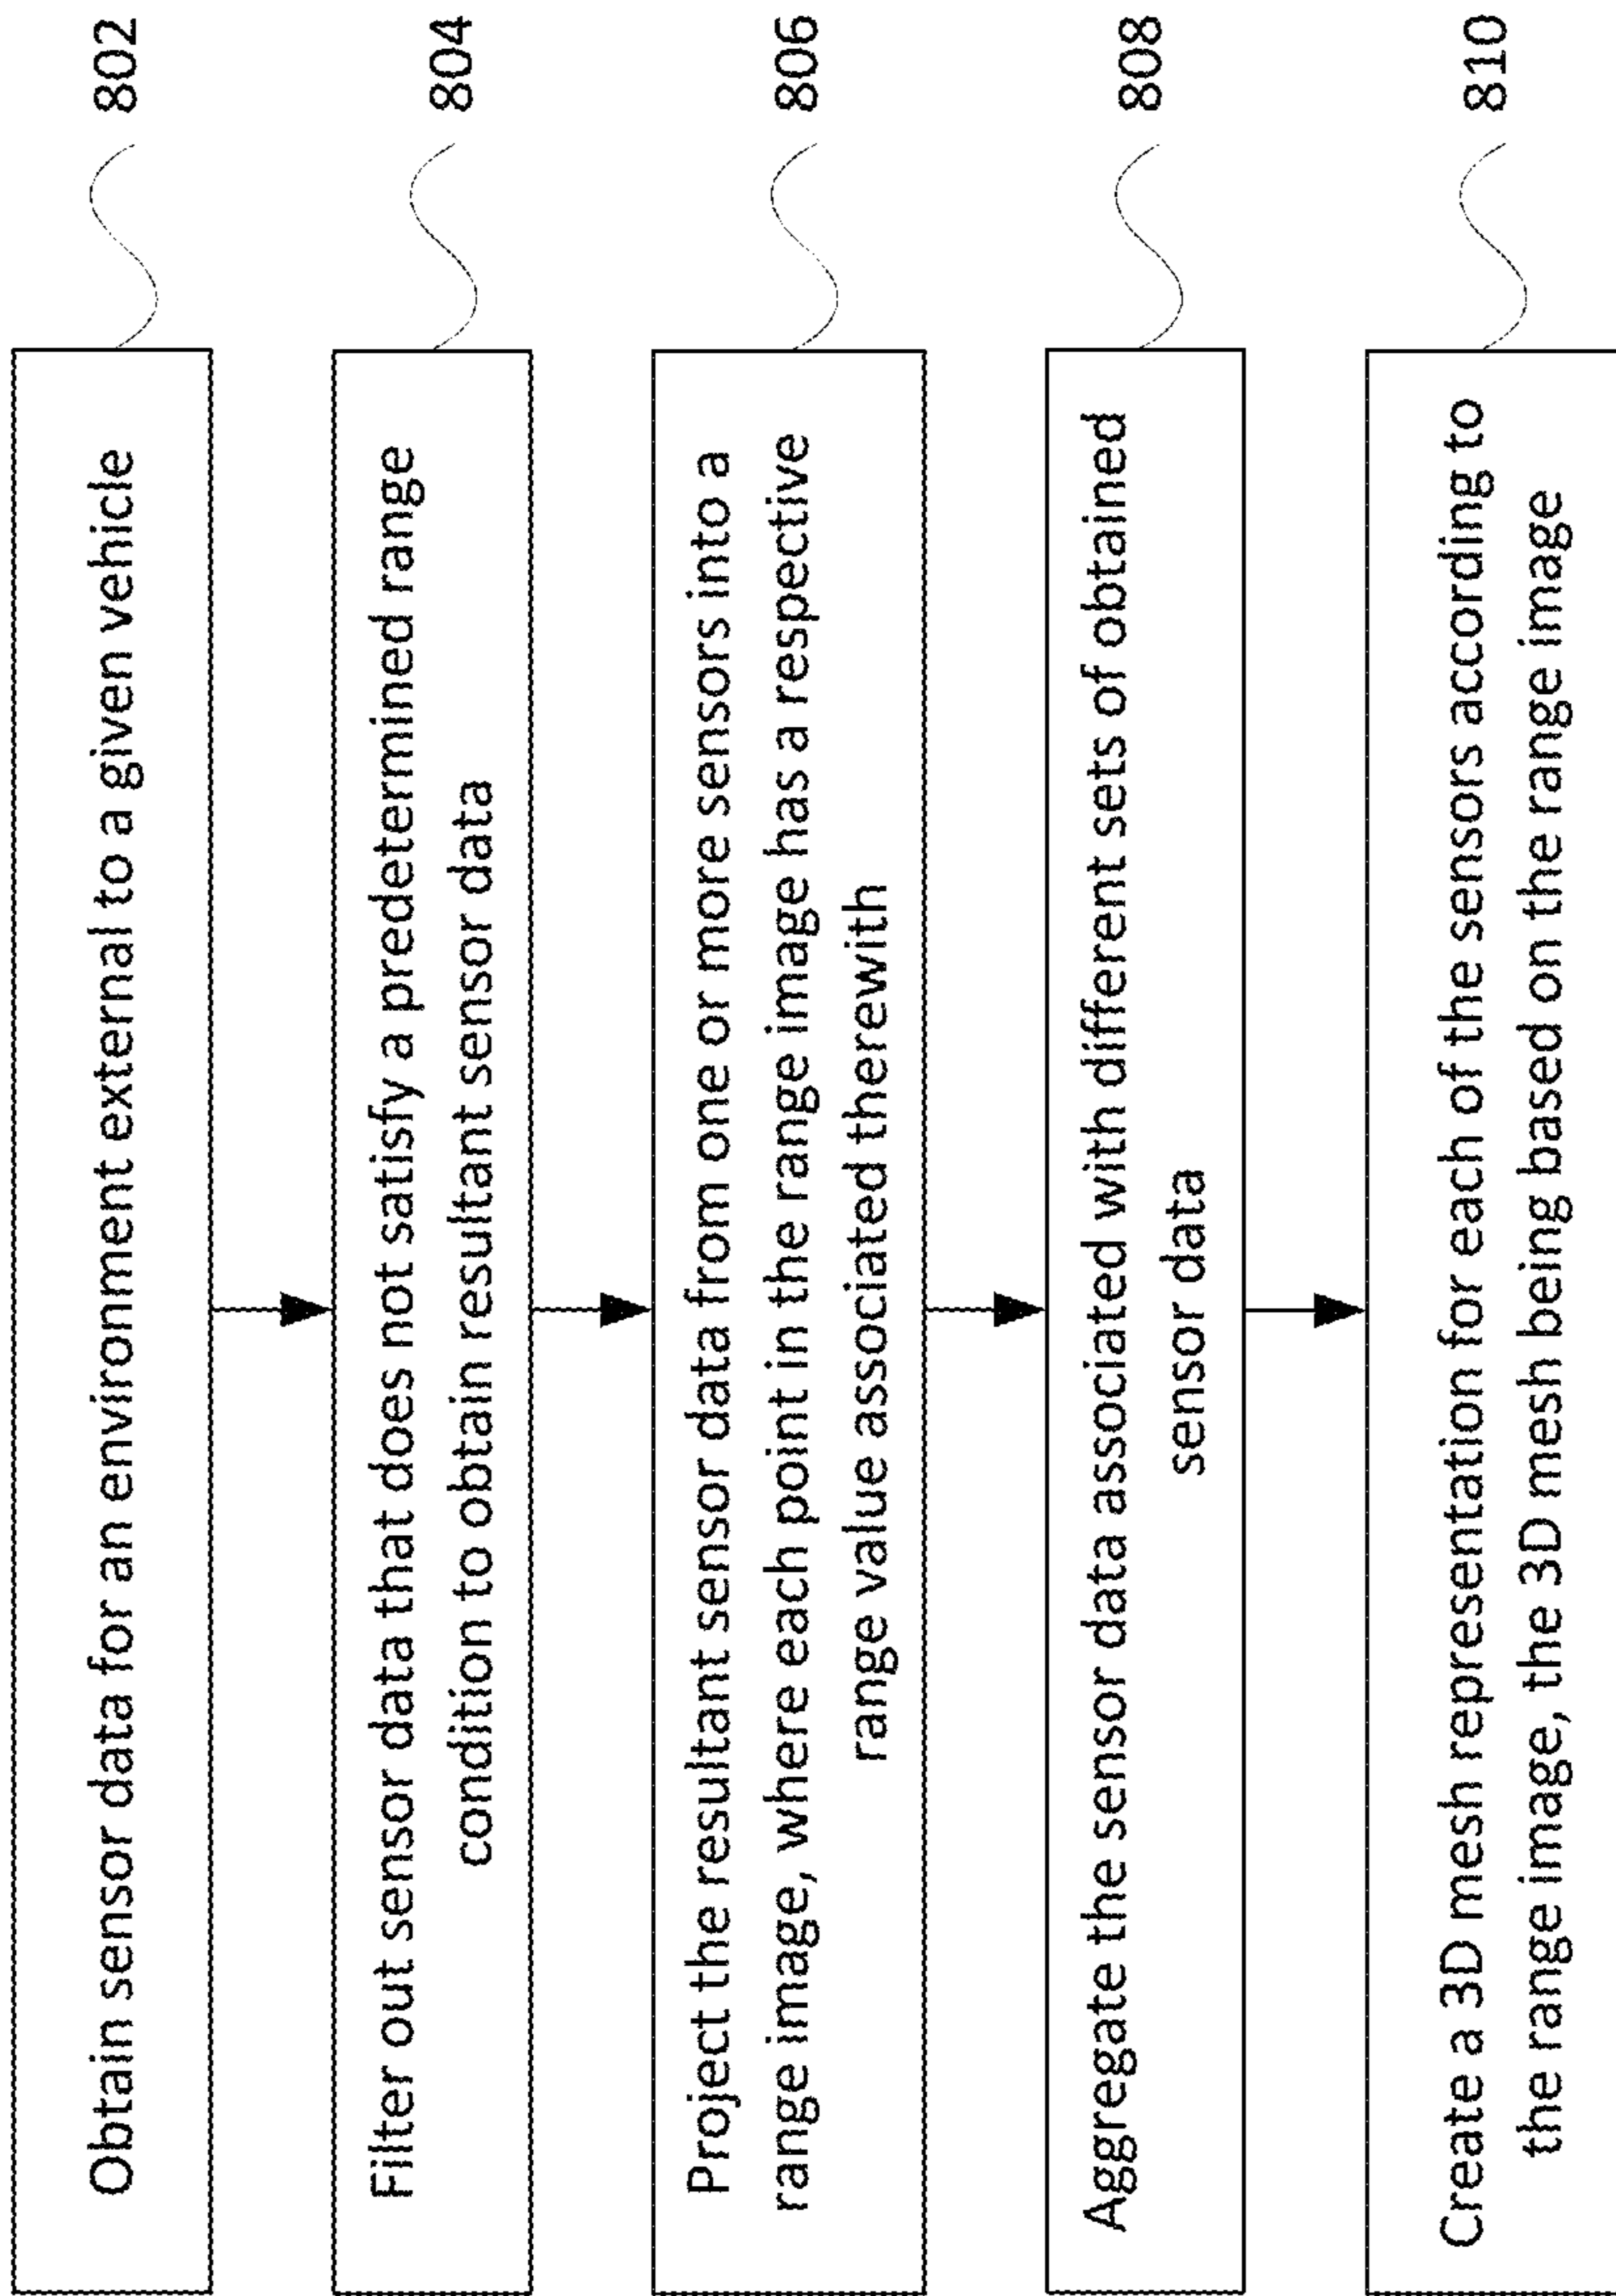 Obtain sensor data for an environment external to a given vehicle
802
Filter out sensor data that does not satisfy a predetermined range
condition to obtain resultant sensor data
804
Project the resultant sensor data from one or more sensors into a
range image, where each point in the range image has a respective
range value associated therewith
806
Aggregate the sensor data associated with different sets of obtained
sensor data
808
Create a 3D mesh representation for each of the sensors according to
the range image, the 3D mesh being based on the range image
810